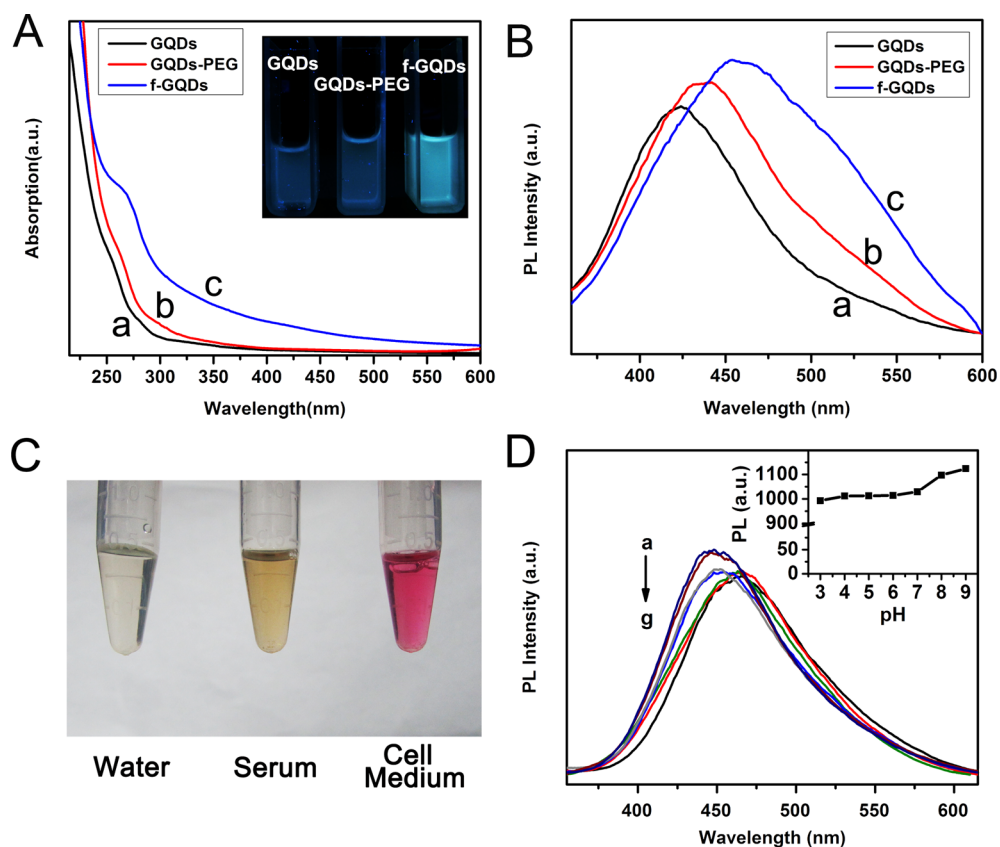 A
GQDs
GQDs-PEG
f-GQDs
GQDs
GQDs-PEG
f-GQDs
a
b
c
Absorption(a.u.)
250 300 350 400 450 500 550 600
Wavelength(nm)
B
GQDs
GQDs-PEG
f-GQDs
c
b
a
PL Intensity (a.u.)
400 450 500 550 600
Wavelength (nm)
C
Water
Serum
Cell
Medium
D
a
g
PL Intensity (a.u.)
400 450 500 550 600
Wavelength (nm)
PL (a.u.)
1100
1000
900
50
0
3 4 5 6 7 8 9
pH